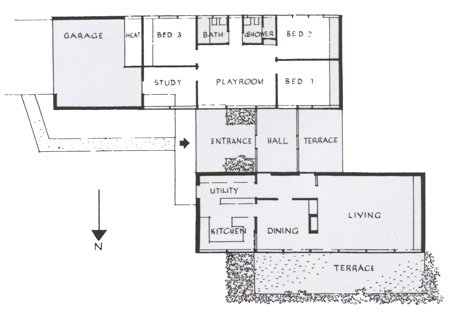 GARAGE
HEAT
BED 3
BATH
SHOWER
BED 2
STUDY
PLAYROOM
BED 1
ENTRANCE
HALL
TERRACE
UTILITY
KITCHEN
DINING
LIVING
TERRACE
N